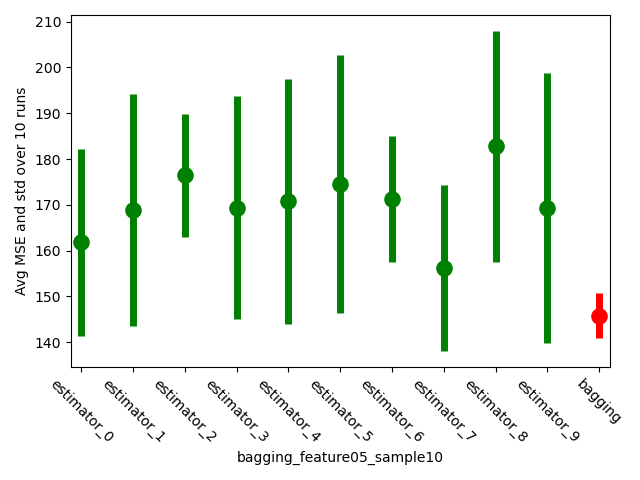 Avg MSE and std over 10 runs
210
200
190
180
170
160
150
140
estimator_0
estimator_1
estimator_2
estimator_3
estimator_4
estimator_5
estimator_6
estimator_7
estimator_8
estimator_9
bagging
bagging_feature05_sample10